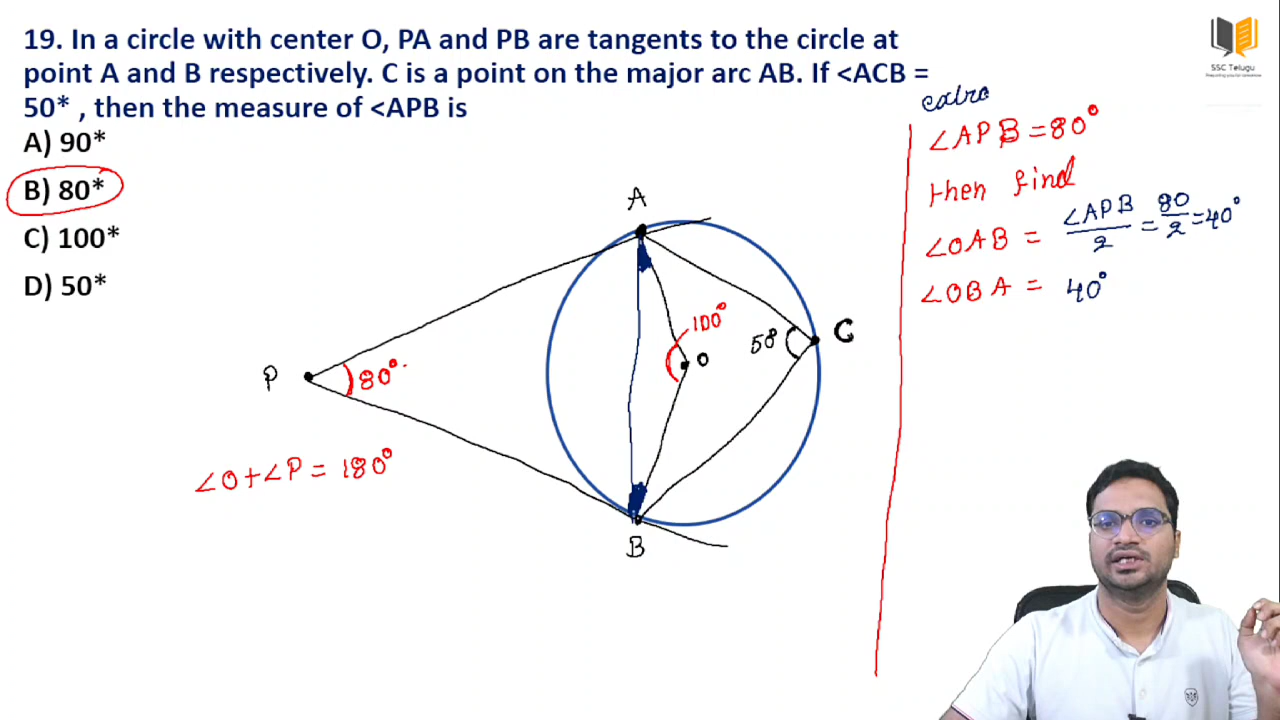 19. In a circle with center O, PA and PB are tangents to the circle at
point A and B respectively. C is a point on the major arc AB. If <ACB =
50* , then the measure of <APB is
A) 90*
B) 80*
C) 100*
D) 50*
SSC Telugu
A
P
80°
∠O+∠P = 180°
100°
O
50
C
B
∠APB = 80°
then find
∠OAB = ∠APB/2 = 80/2 = 40°
∠OBA = 40°